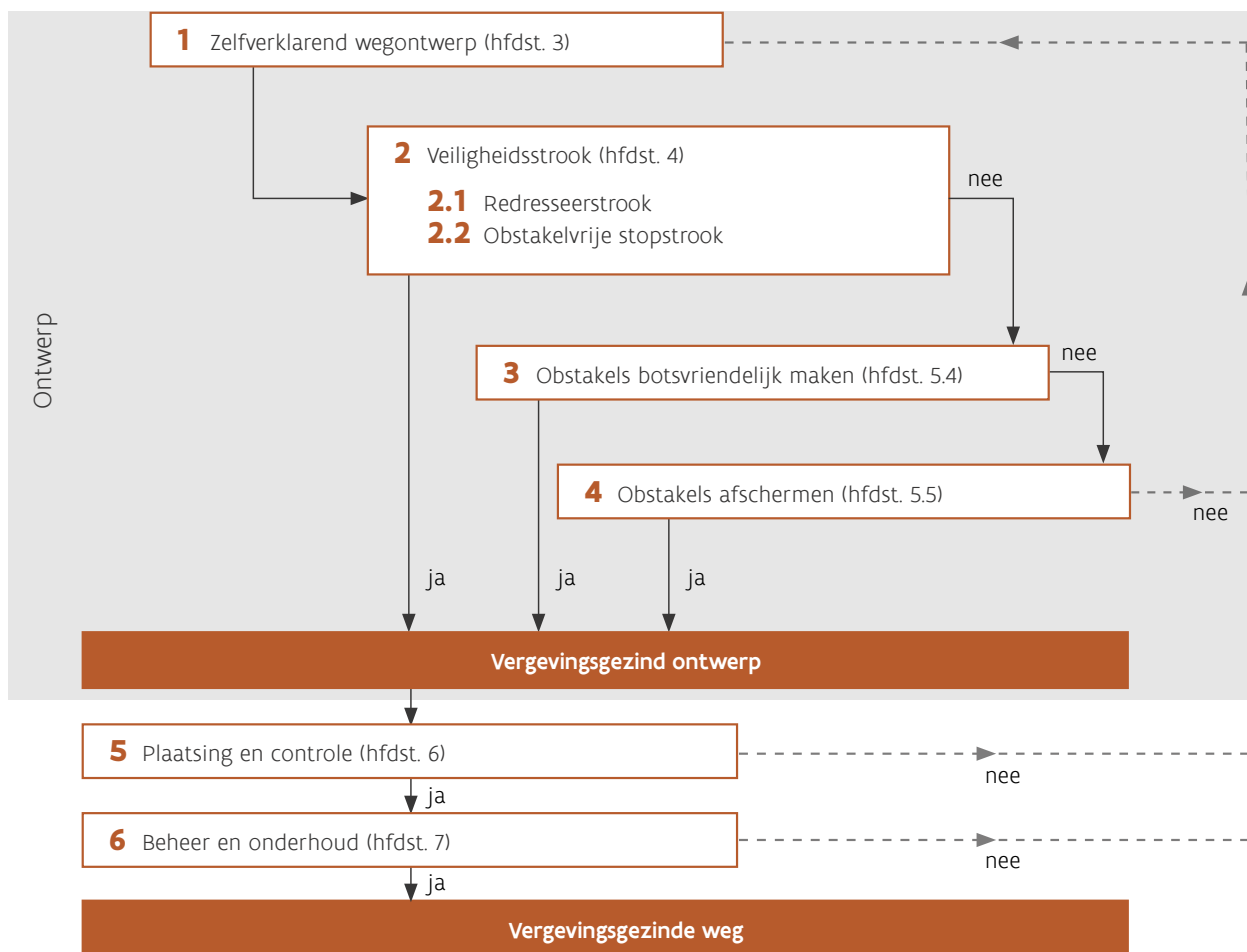 1 Zelfverklarend wegontwerp (hfdst. 3)
2 Veiligheidsstrook (hfdst. 4)
nee
2.1 Redresseerstrook
2.2 Obstakelvrije stopstrook
Ontwerp
3 Obstakels botsvriendelijk maken (hfdst. 5.4)
nee
4 Obstakels afschermen (hfdst. 5.5)
nee
ja
ja
ja
Vergevingsgezind ontwerp
5 Plaatsing en controle (hfdst. 6)
nee
ja
6 Beheer en onderhoud (hfdst. 7)
nee
ja
Vergevingsgezinde weg